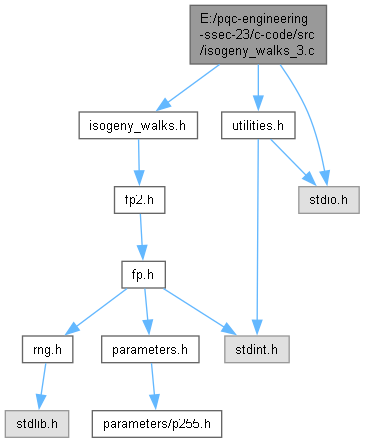 E:/pqc-engineering
-ssec-23/c-code/src
/isogeny_walks_3.c
isogeny_walks.h
utilities.h
fp2.h
stdio.h
fp.h
rng.h
parameters.h
stdint.h
stdlib.h
parameters/p255.h